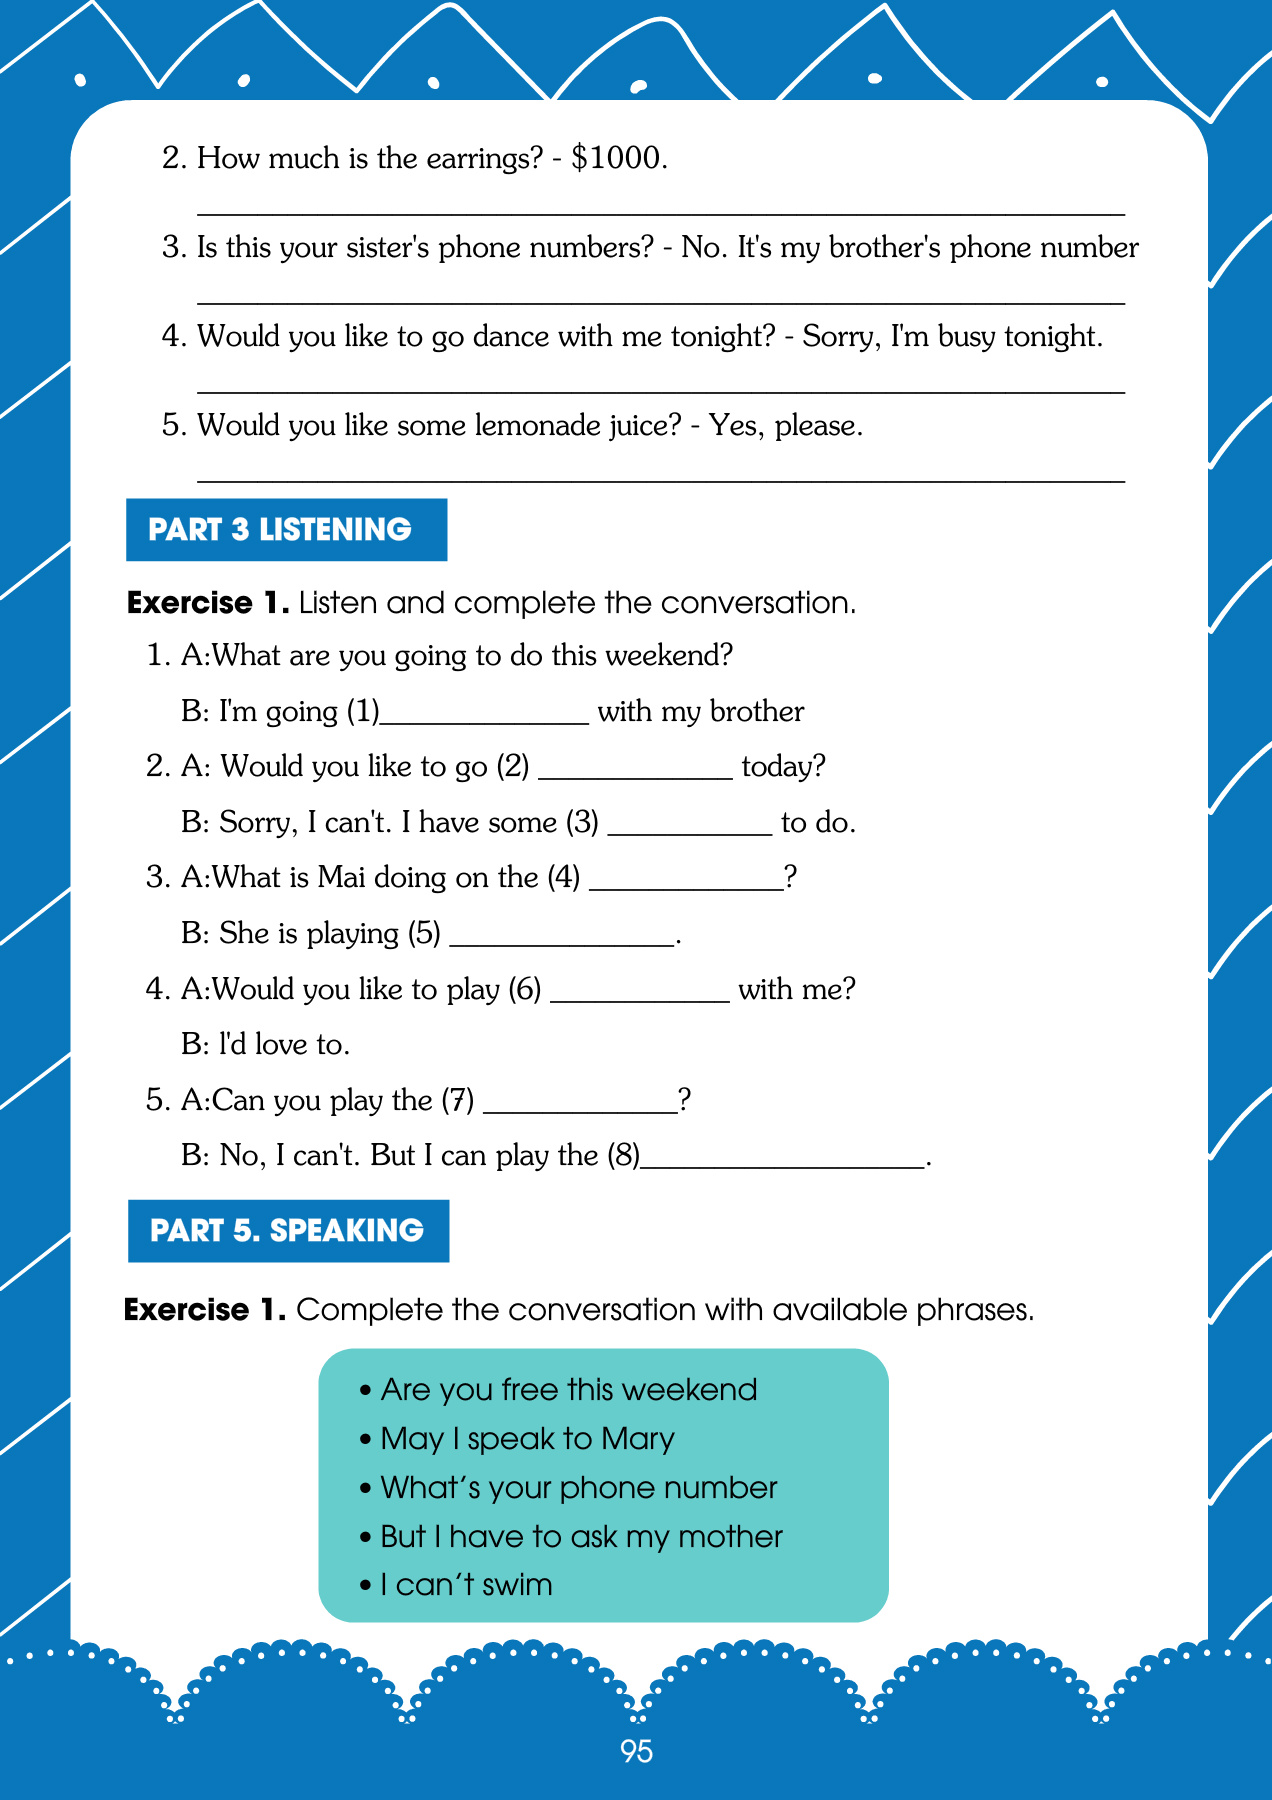 2. How much is the earrings? - $1000.
3. Is this your sister's phone numbers? - No. It's my brother's phone number
4. Would you like to go dance with me tonight? - Sorry, I'm busy tonight.
5. Would you like some lemonade juice? - Yes, please.
PART 3 LISTENING
Exercise 1. Listen and complete the conversation.
1. A:What are you going to do this weekend?
B: I'm going (1)______________ with my brother
2. A: Would you like to go (2) _____________ today?
B: Sorry, I can't. I have some (3) ___________ to do.
3. A:What is Mai doing on the (4) _____________?
B: She is playing (5) _______________.
4. A:Would you like to play (6) ____________ with me?
B: l'd love to.
5. A:Can you play the (7) _____________?
B: No, I can't. But I can play the (8)___________________.
PART 5. SPEAKING
Exercise 1. Complete the conversation with available phrases.
• Are you free this weekend
• May I speak to Mary
• What's your phone number
• But I have to ask my mother
• I can't swim
95